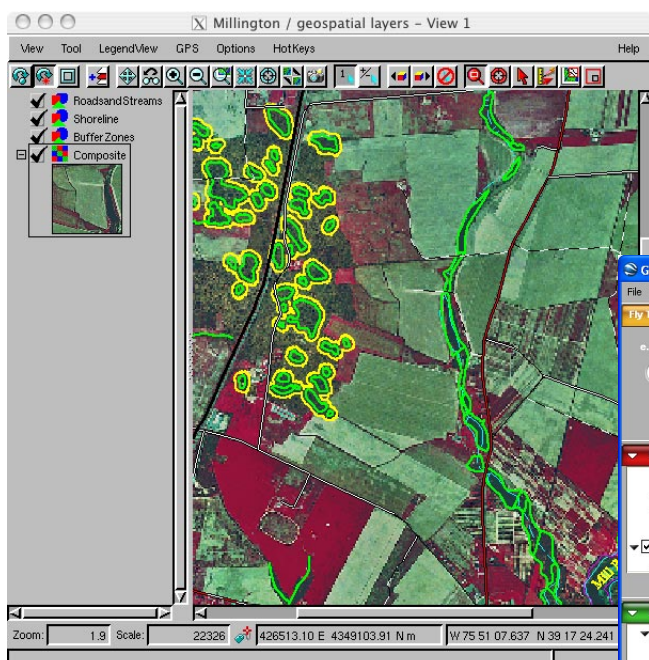 Millington / geospatial layers - View 1
View Tool LegendView GPS Options HotKeys Help
RoadsandStreams
Shoreline
BufferZones
Composite
File
Fly
e.
Zoom: 1.9 Scale: 22326 426513.10 E 4349103.91 N m W 75 51 07.637 N 39 17 24.241